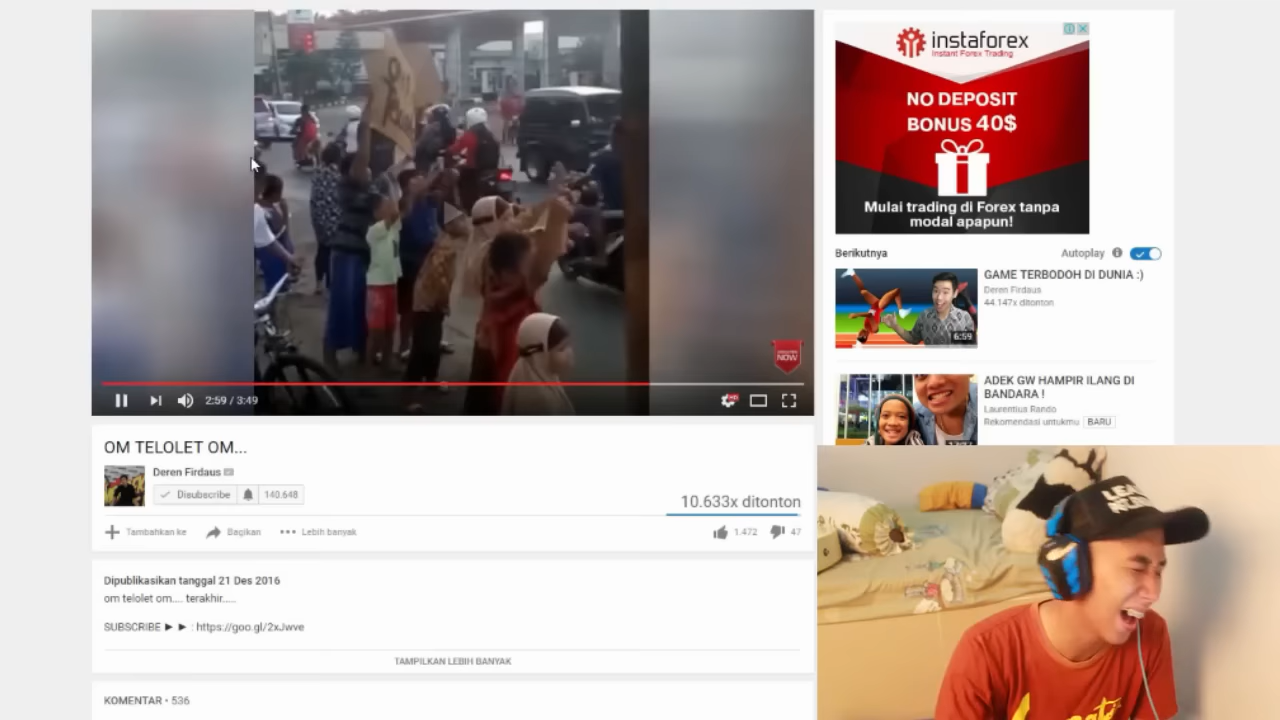 instaforex
Instant Forex Trading
NO DEPOSIT
BONUS 40$
Mulai trading di Forex tanpa
modal apapun!
Berikutnya
Autoplay
GAME TERBODOH DI DUNIA :)
Deren Firdaus
44.147x ditonton
6:59
ADEK GW HAMPIR ILANG DI
BANDARA !
Laurentius Rando
Rekomendasi untukmu BARU
NOW
2:59 / 3:49
HD
OM TELOLET OM...
Deren Firdaus
Disubscribe 140.648
10.633x ditonton
Tambahkan ke Bagikan Lebih banyak
1.472 47
Dipublikasikan tanggal 21 Des 2016
om telolet om.... terakhir.....
SUBSCRIBE ► ► : https://goo.gl/2xJwve
TAMPILKAN LEBIH BANYAK
KOMENTAR • 536